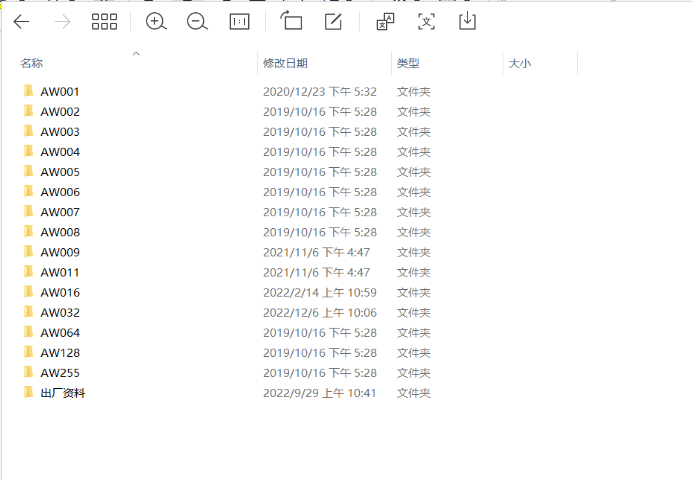 名称 修改日期 类型 大小
AW001 2020/12/23 下午 5:32 文件夹
AW002 2019/10/16 下午 5:28 文件夹
AW003 2019/10/16 下午 5:28 文件夹
AW004 2019/10/16 下午 5:28 文件夹
AW005 2019/10/16 下午 5:28 文件夹
AW006 2019/10/16 下午 5:28 文件夹
AW007 2019/10/16 下午 5:28 文件夹
AW008 2019/10/16 下午 5:28 文件夹
AW009 2021/11/6 下午 4:47 文件夹
AW011 2021/11/6 下午 4:47 文件夹
AW016 2022/2/14 上午 10:59 文件夹
AW032 2022/12/6 上午 10:06 文件夹
AW064 2019/10/16 下午 5:28 文件夹
AW128 2019/10/16 下午 5:28 文件夹
AW255 2019/10/16 下午 5:28 文件夹
出厂资料 2022/9/29 上午 10:41 文件夹